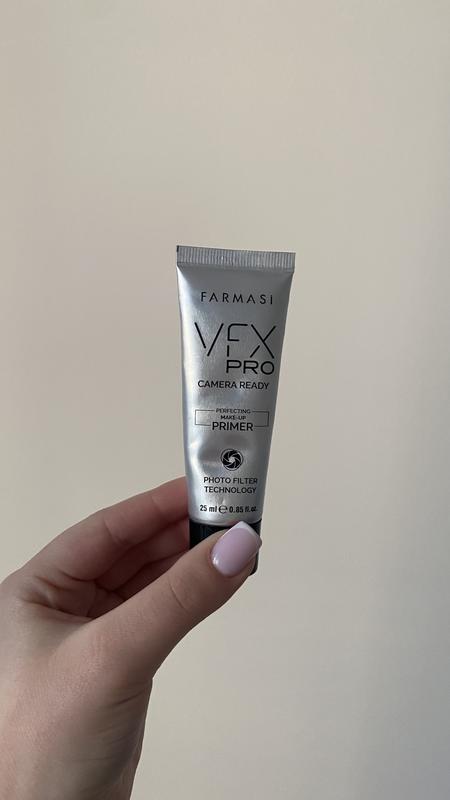 FARMASI
VFX
PRO
CAMERA READY
PERFECTING
MAKE-UP
PRIMER
PHOTO FILTER
TECHNOLOGY
25 ml ℮ 0.85 fl.oz.